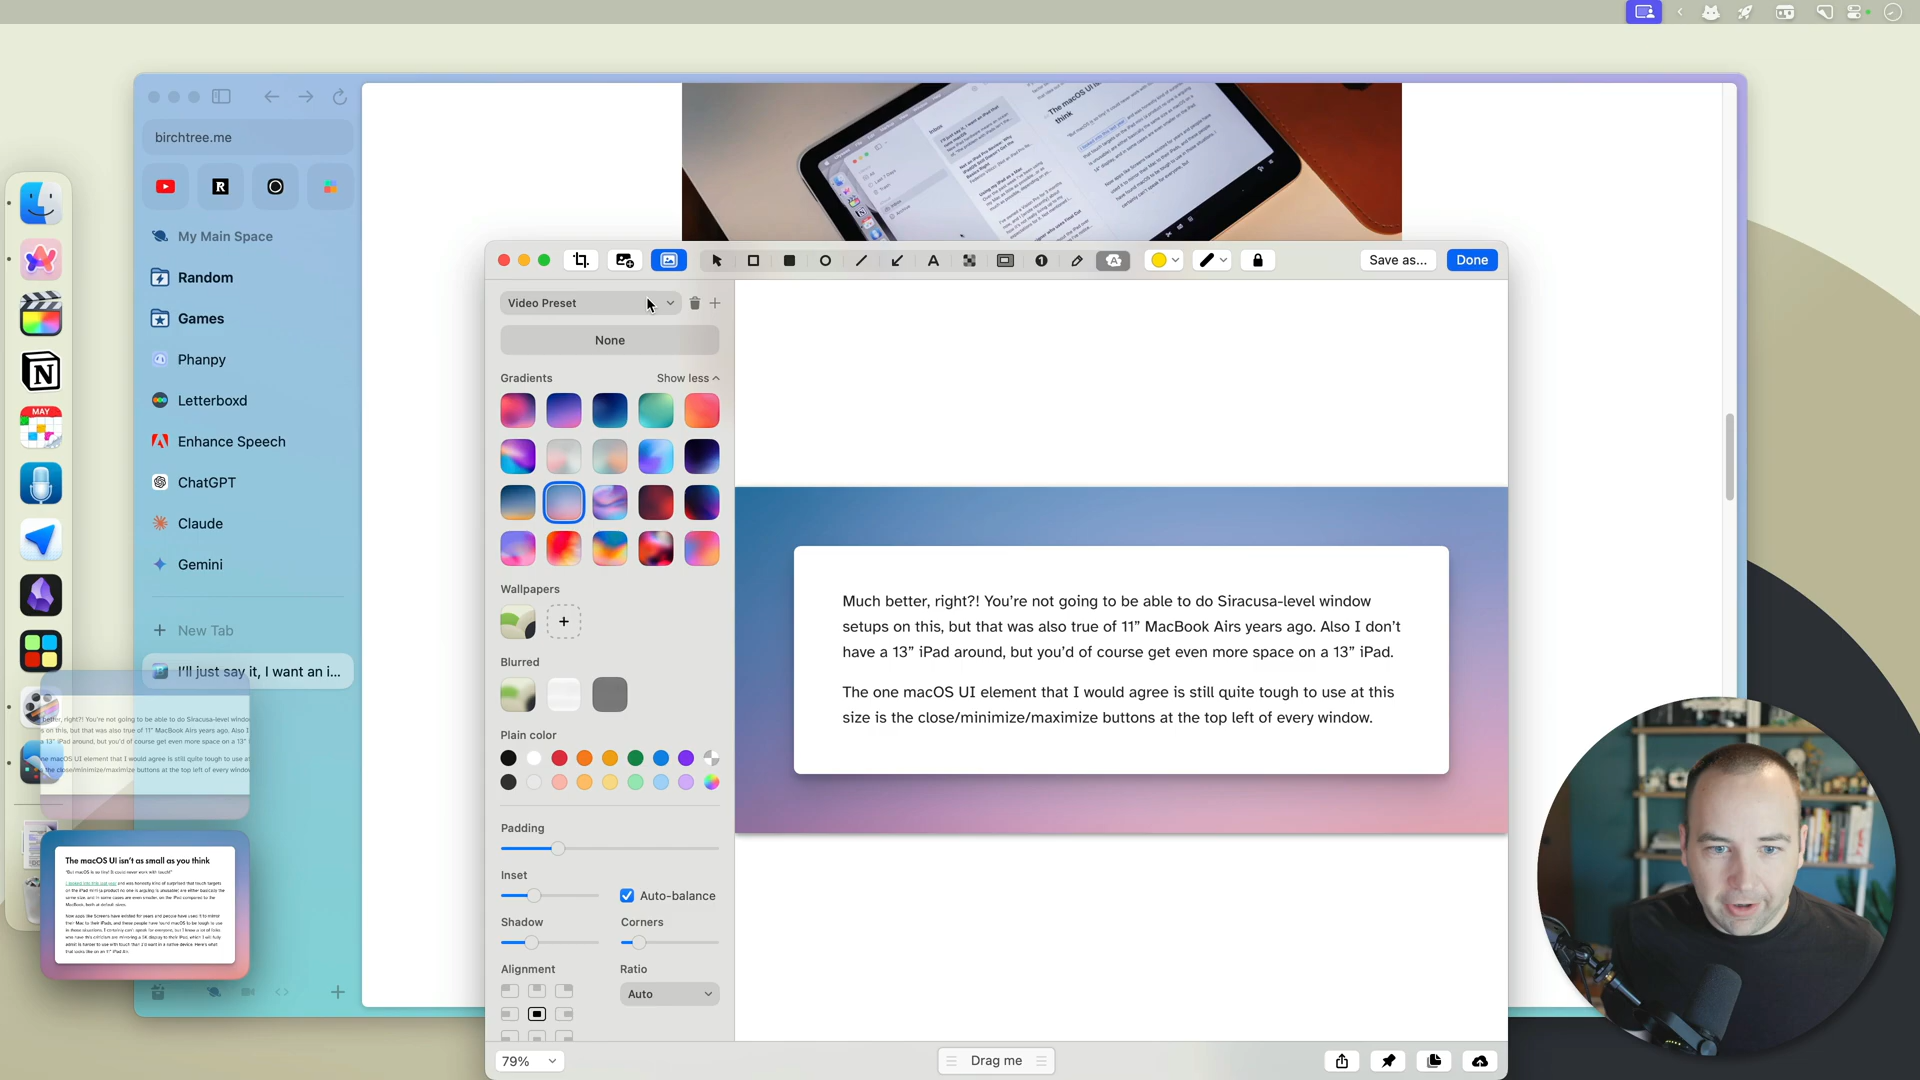 birchtree.me
My Main Space
Random
Games
Phanpy
Letterboxd
Enhance Speech
ChatGPT
Claude
Gemini
New Tab
I'll just say it, I want an i...
MAY
The macOS UI isn't as small as you think
Inbox
think
Save as...
Done
Video Preset
None
Gradients
Show less
Wallpapers
Blurred
Plain color
Padding
Inset
Auto-balance
Shadow
Corners
Alignment
Ratio
Auto
79%
Drag me
Much better, right?! You're not going to be able to do Siracusa-level window
setups on this, but that was also true of 11” MacBook Airs years ago. Also I don't
have a 13” iPad around, but you'd of course get even more space on a 13” iPad.
The one macOS UI element that I would agree is still quite tough to use at this
size is the close/minimize/maximize buttons at the top left of every window.